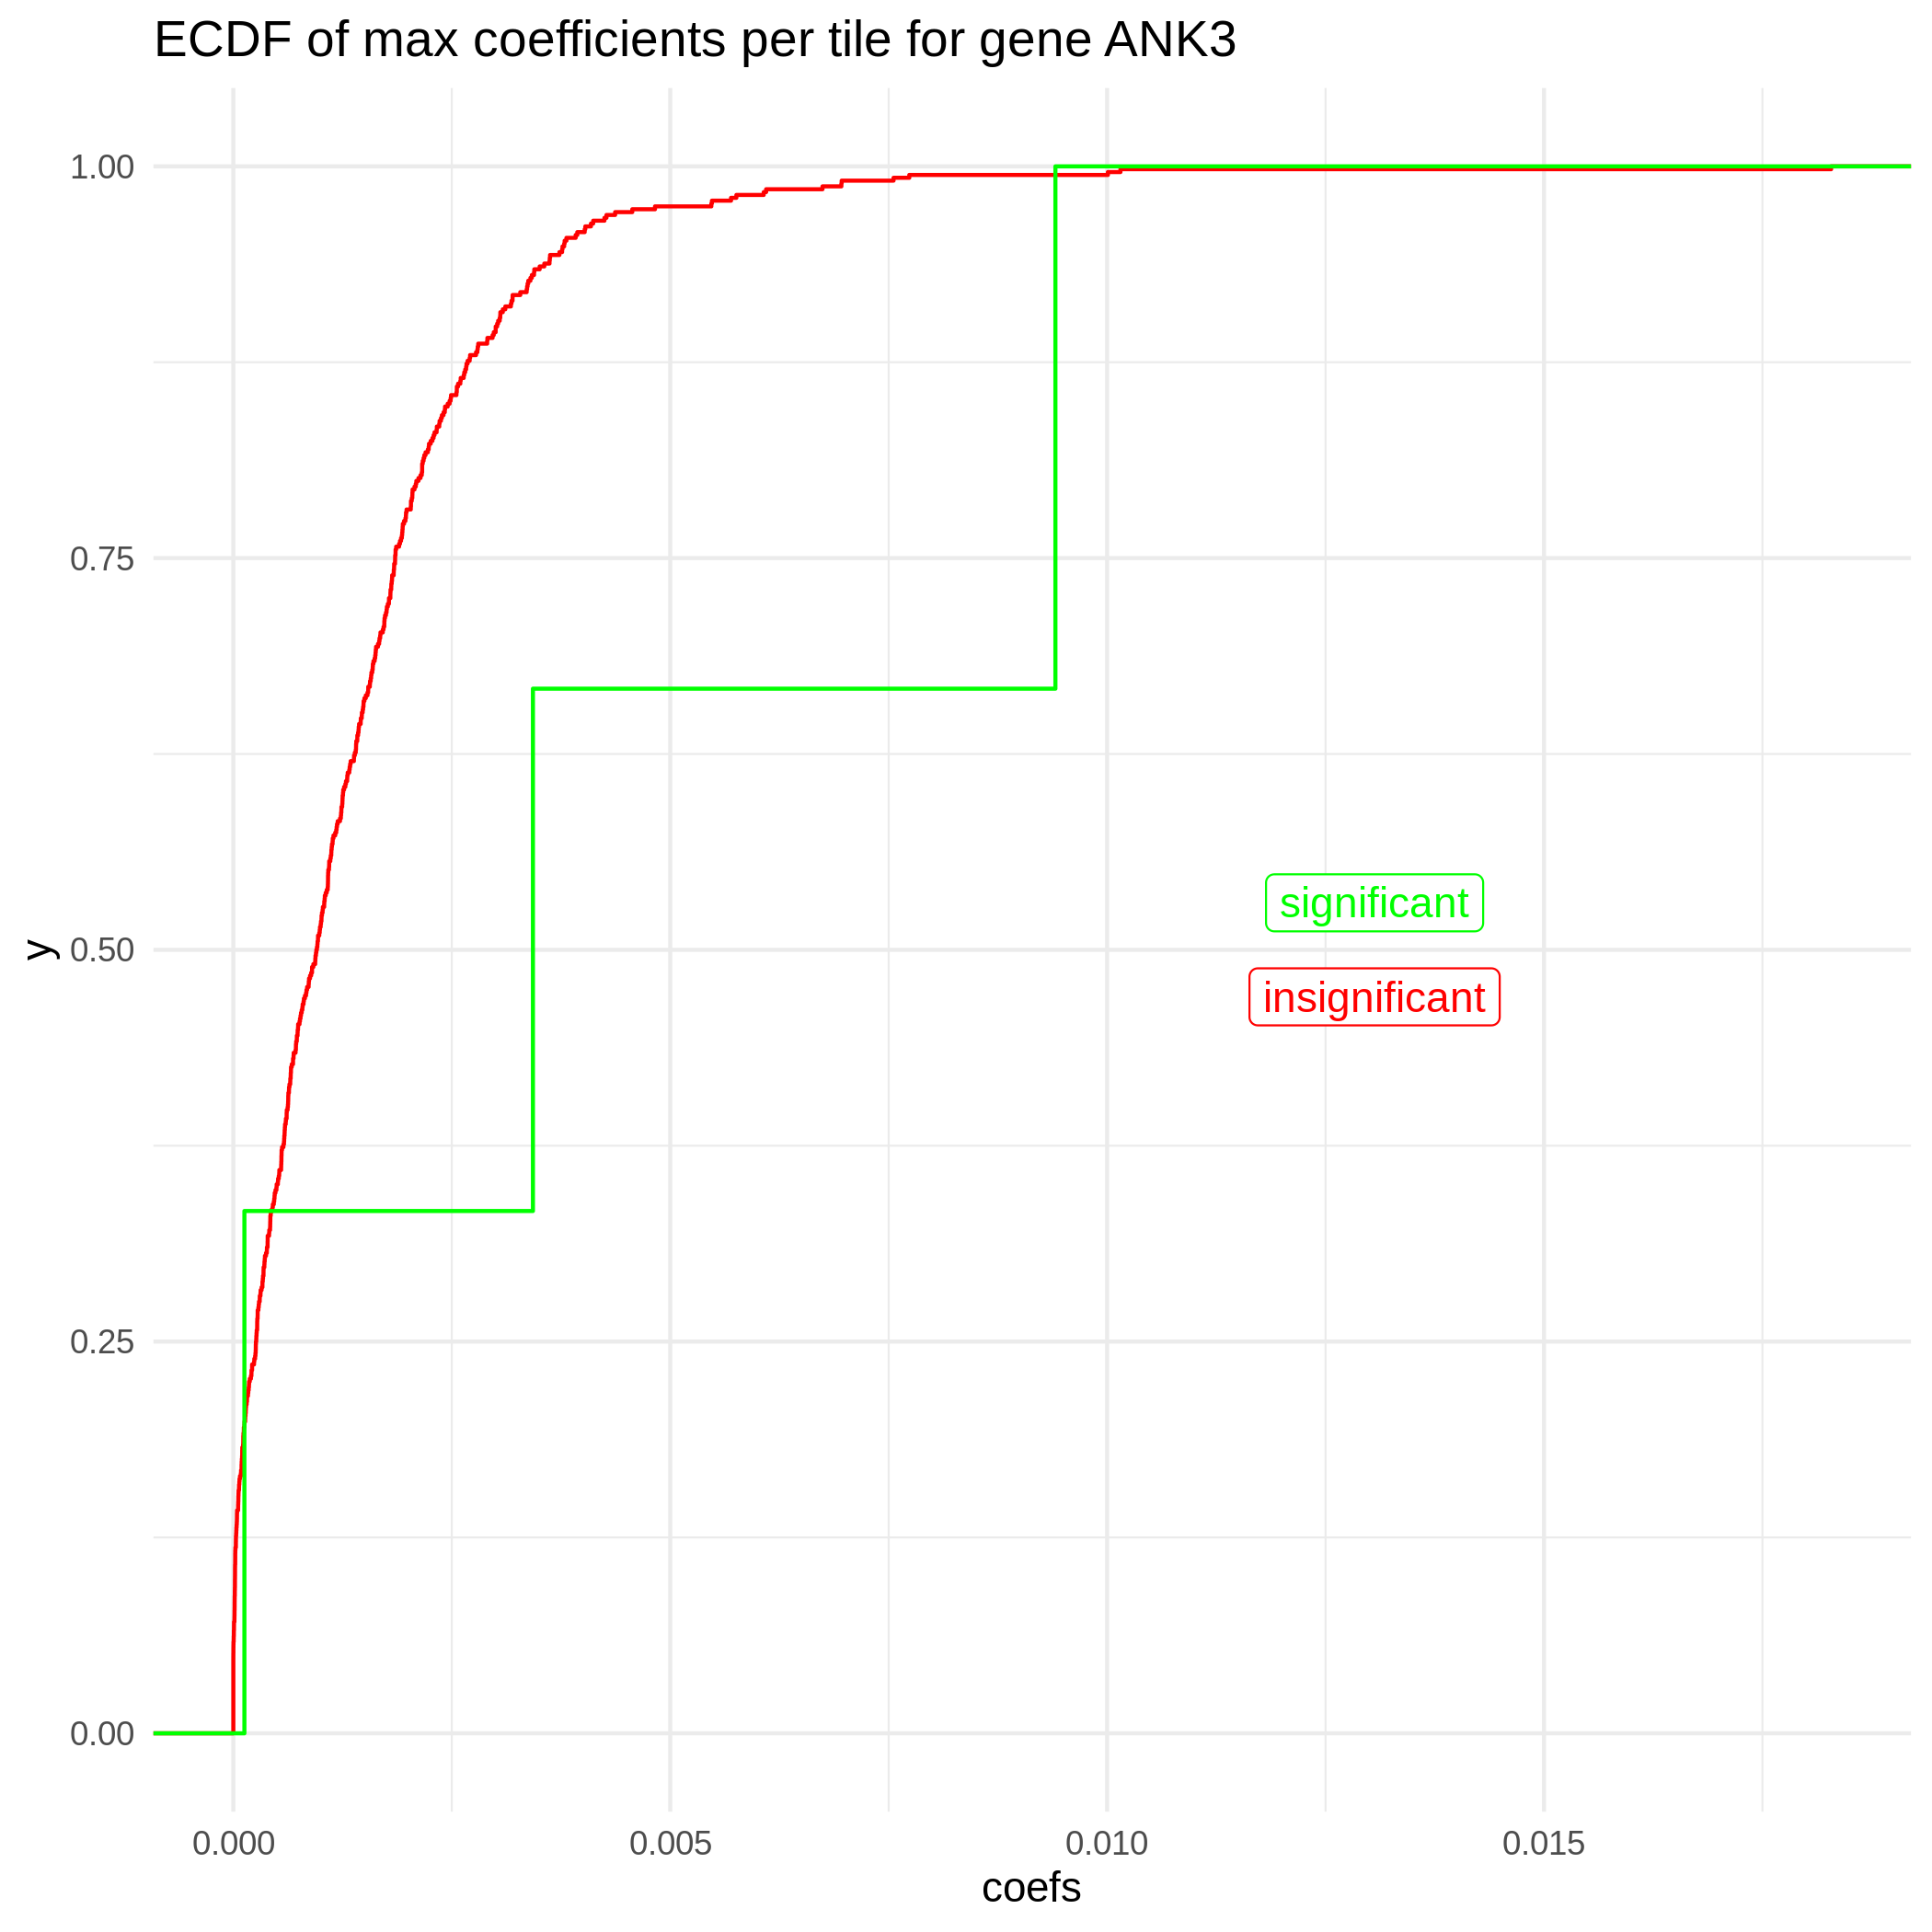 ECDF of max coefficients per tile for gene ANK3
1.00
0.75
0.50
0.25
0.00
y
significant
insignificant
0.000 0.005 0.010 0.015
coefs